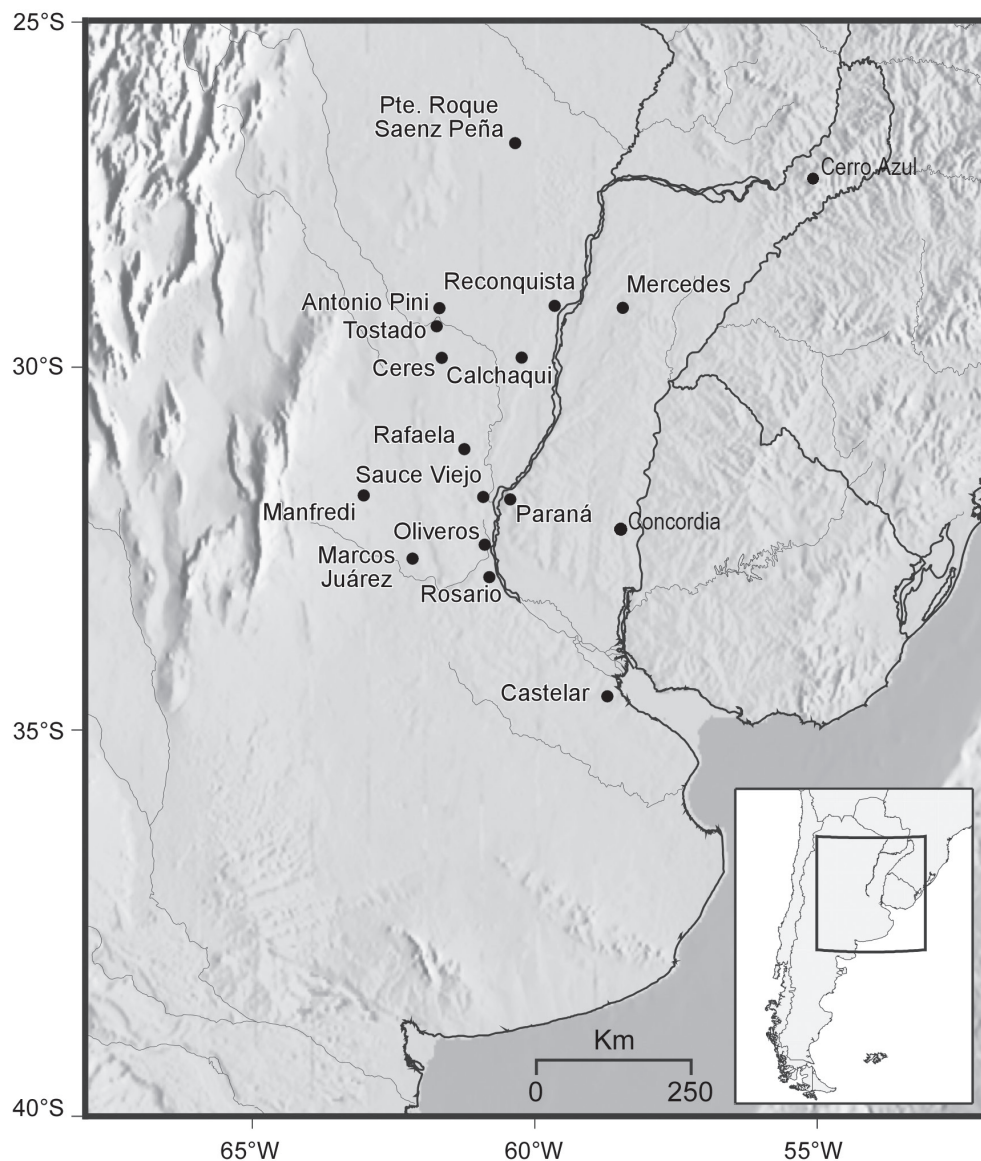 25°S
Pte. Roque
Saenz Peña
Cerro Azul
Reconquista
Mercedes
Antonio Pini
Tostado
30°S
Ceres
Calchaqui
Rafaela
Sauce Viejo
Manfredi
Paraná
Concordia
Oliveros
Marcos
Juárez
Rosario
Castelar
35°S
Km
0 250
40°S
65°W 60°W 55°W